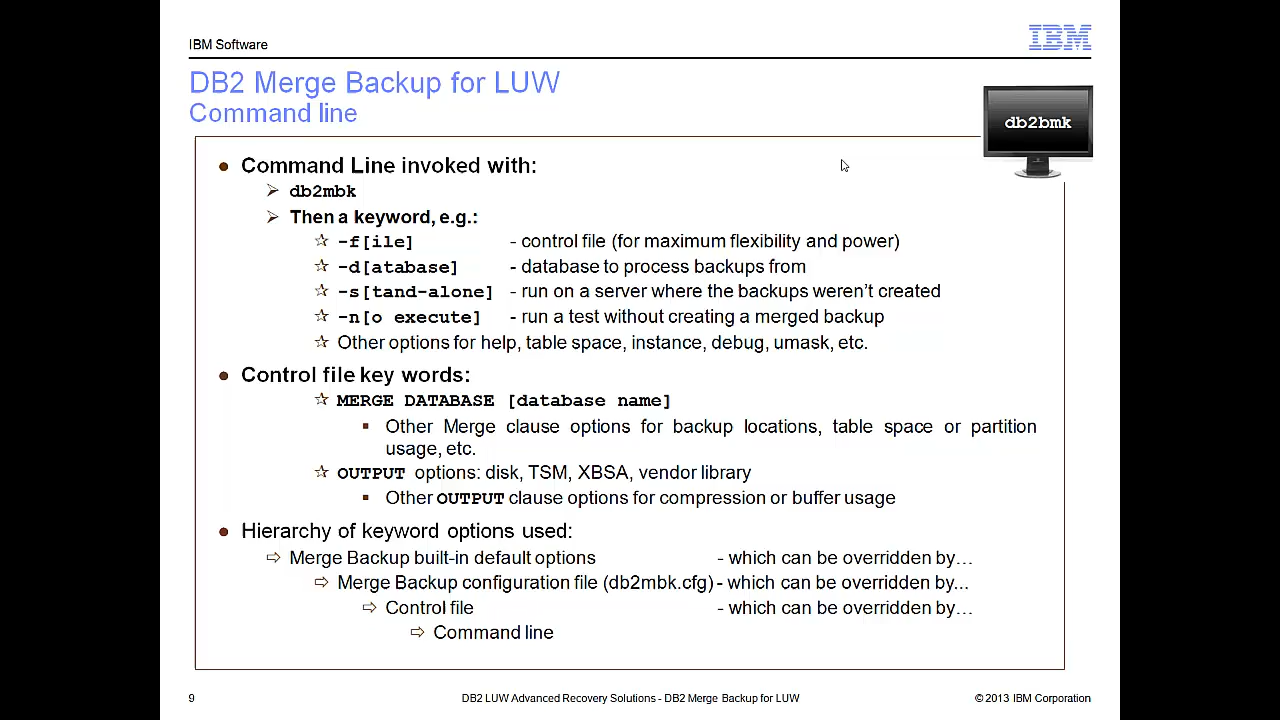 IBM Software
IBM
DB2 Merge Backup for LUW
Command line
db2bmk
Command Line invoked with:
db2mbk
Then a keyword, e.g.:
-f[ile] - control file (for maximum flexibility and power)
-d[atabase] - database to process backups from
-s[tand-alone] - run on a server where the backups weren't created
-n[o execute] - run a test without creating a merged backup
Other options for help, table space, instance, debug, umask, etc.
Control file key words:
MERGE DATABASE [database name]
Other Merge clause options for backup locations, table space or partition
usage, etc.
OUTPUT options: disk, TSM, XBSA, vendor library
Other OUTPUT clause options for compression or buffer usage
Hierarchy of keyword options used:
Merge Backup built-in default options - which can be overridden by…
Merge Backup configuration file (db2mbk.cfg) - which can be overridden by...
Control file - which can be overridden by…
Command line
9 DB2 LUW Advanced Recovery Solutions - DB2 Merge Backup for LUW © 2013 IBM Corporation